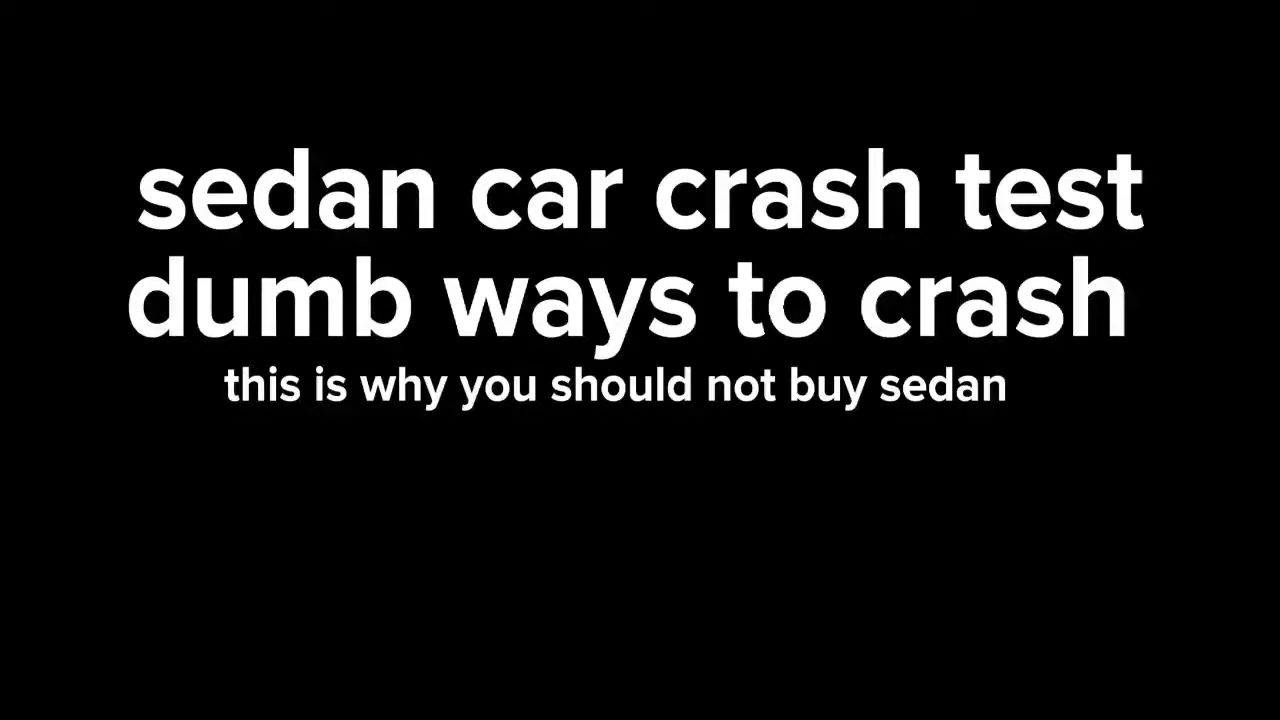 sedan car crash test
dumb ways to crash
this is why you should not buy sedan